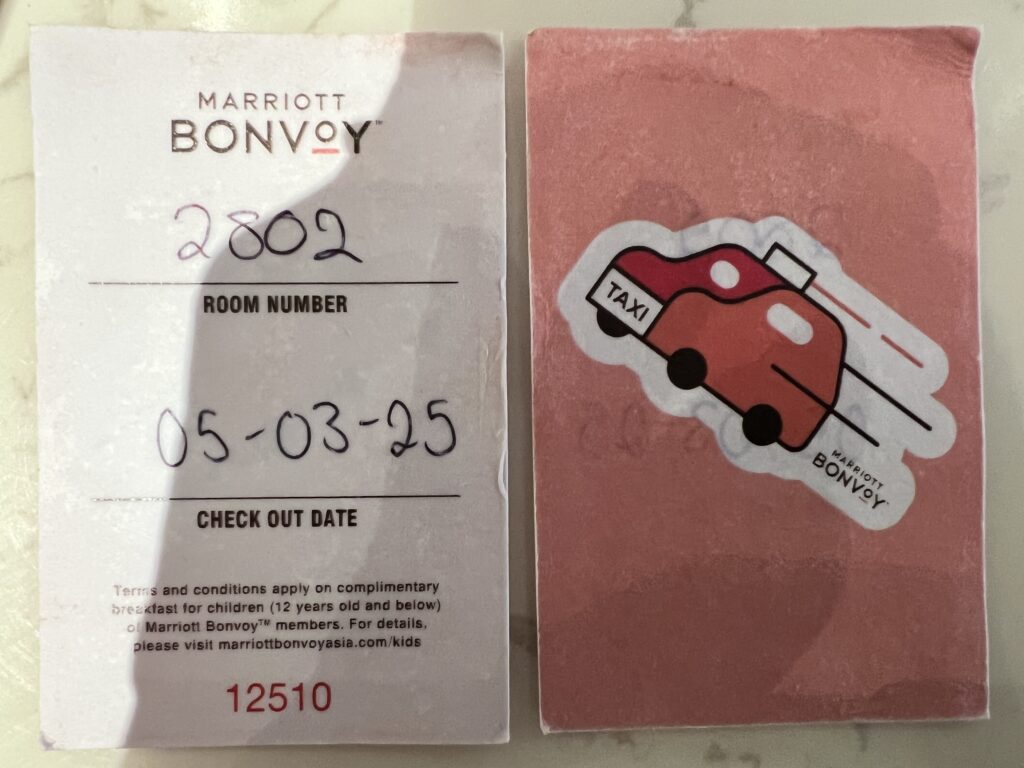 MARRIOTT
BONVOY™
2802
ROOM NUMBER
05-03-25
CHECK OUT DATE
Terms and conditions apply on complimentary
breakfast for children (12 years old and below)
of Marriott Bonvoy™ members. For details,
please visit marriottbonvoyasia.com/kids
12510
TAXI
MARRIOTT
BONVOY™